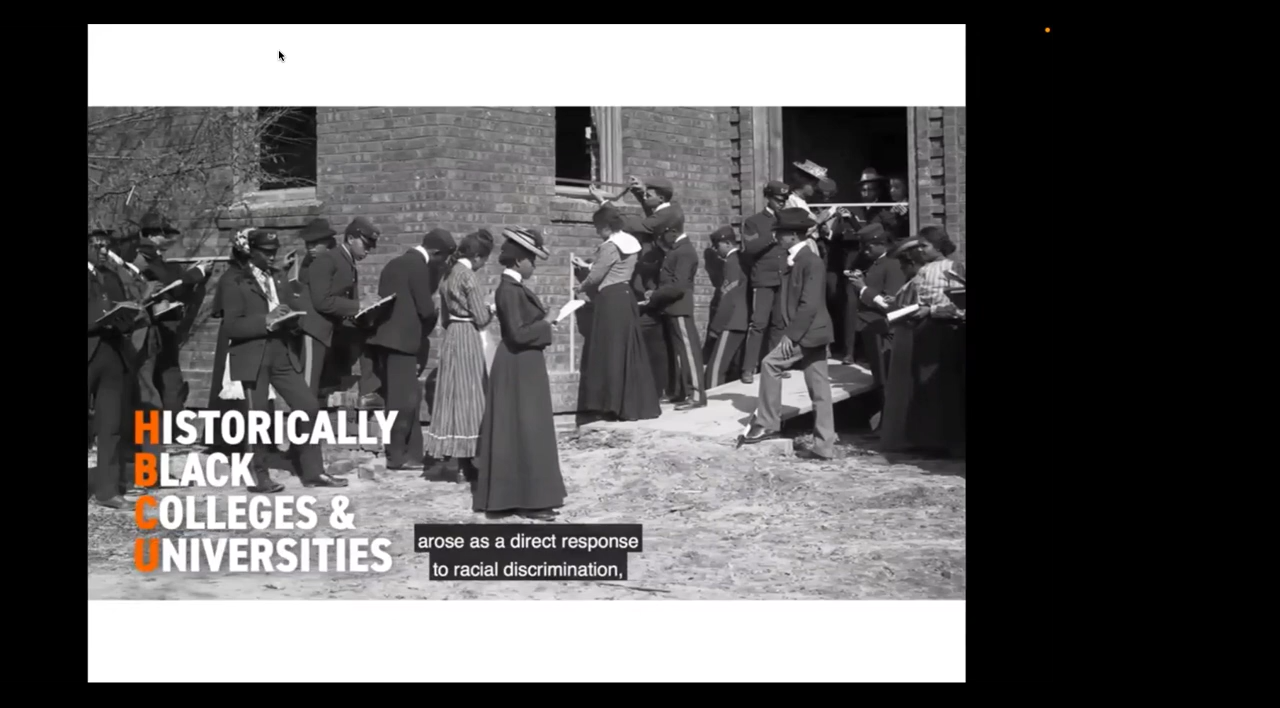 HISTORICALLY
BLACK
COLLEGES &
UNIVERSITIES
arose as a direct response
to racial discrimination,